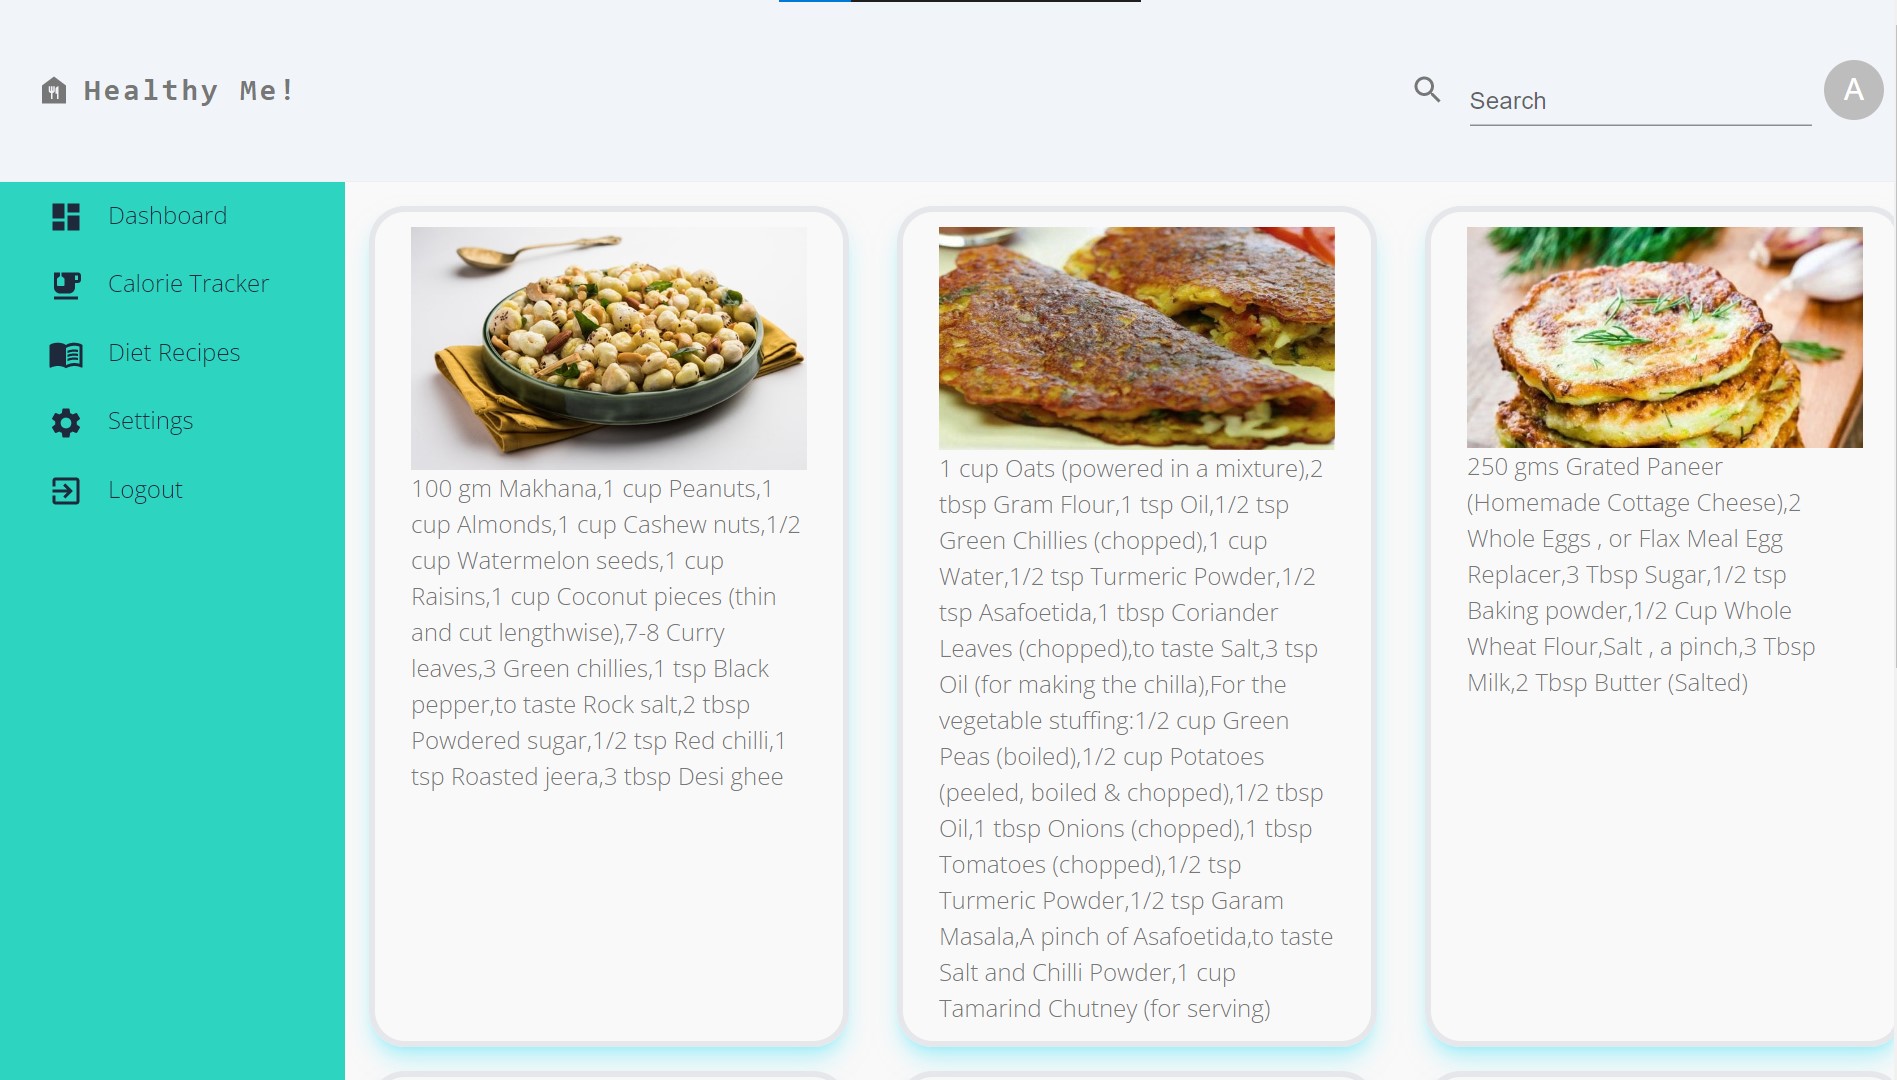 Healthy Me!
Search
A
Dashboard
Calorie Tracker
Diet Recipes
Settings
Logout
100 gm Makhana,1 cup Peanuts,1
cup Almonds,1 cup Cashew nuts,1/2
cup Watermelon seeds,1 cup
Raisins,1 cup Coconut pieces (thin
and cut lengthwise),7-8 Curry
leaves,3 Green chillies,1 tsp Black
pepper,to taste Rock salt,2 tbsp
Powdered sugar,1/2 tsp Red chilli,1
tsp Roasted jeera,3 tbsp Desi ghee
1 cup Oats (powered in a mixture),2
tbsp Gram Flour,1 tsp Oil,1/2 tsp
Green Chillies (chopped),1 cup
Water,1/2 tsp Turmeric Powder,1/2
tsp Asafoetida,1 tbsp Coriander
Leaves (chopped),to taste Salt,3 tsp
Oil (for making the chilla),For the
vegetable stuffing:1/2 cup Green
Peas (boiled),1/2 cup Potatoes
(peeled, boiled & chopped),1/2 tbsp
Oil,1 tbsp Onions (chopped),1 tbsp
Tomatoes (chopped),1/2 tsp
Turmeric Powder,1/2 tsp Garam
Masala,A pinch of Asafoetida,to taste
Salt and Chilli Powder,1 cup
Tamarind Chutney (for serving)
250 gms Grated Paneer
(Homemade Cottage Cheese),2
Whole Eggs , or Flax Meal Egg
Replacer,3 Tbsp Sugar,1/2 tsp
Baking powder,1/2 Cup Whole
Wheat Flour,Salt , a pinch,3 Tbsp
Milk,2 Tbsp Butter (Salted)